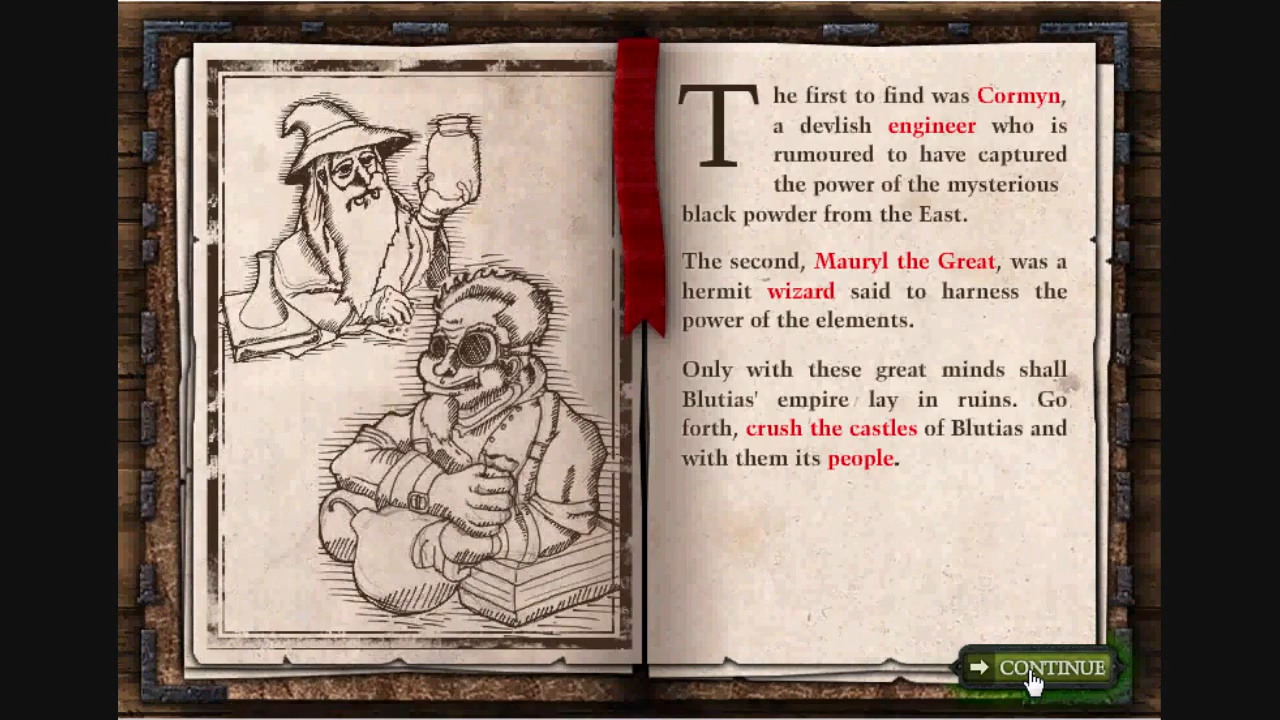 The first to find was Cormyn,
a devlish engineer who is
rumoured to have captured
the power of the mysterious
black powder from the East.
The second, Mauryl the Great, was a
hermit wizard said to harness the
power of the elements.
Only with these great minds shall
Blutias' empire lay in ruins. Go
forth, crush the castles of Blutias and
with them its people.
CONTINUE